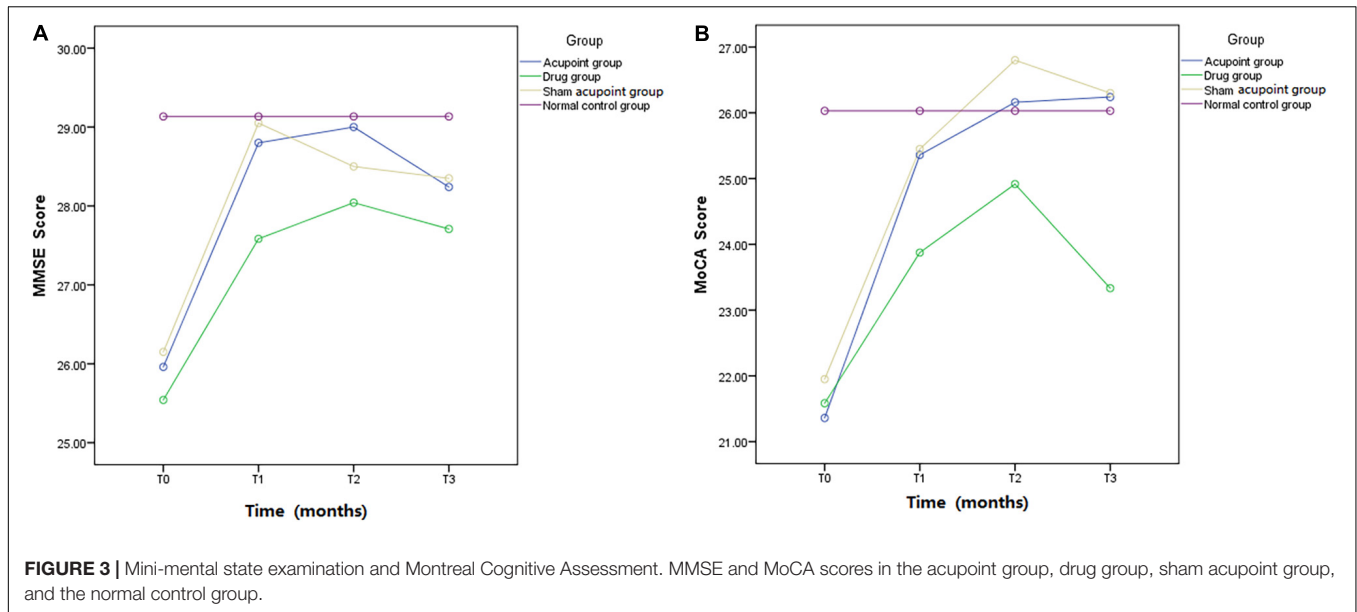 A
30.00
29.00
28.00
27.00
26.00
25.00
MMSE Score
T0 T1 T2 T3
Time (months)
Group
Acupoint group
Drug group
Sham acupoint group
Normal control group
B
27.00
26.00
25.00
24.00
23.00
22.00
21.00
MoCA Score
T0 T1 T2 T3
Time (months)
Group
Acupoint group
Drug group
Sham acupoint group
Normal control group
FIGURE 3 | Mini-mental state examination and Montreal Cognitive Assessment. MMSE and MoCA scores in the acupoint group, drug group, sham acupoint group,
and the normal control group.